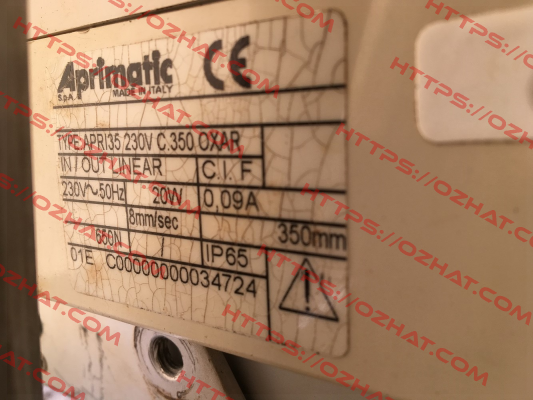 Aprimatic CE
S.p.A. MADE IN ITALY
TYPE:APRI35 230V C.350 OXAR
IN / OUT LINEAR C.I.F
230V~50Hz 20W 0,09A
8mm/sec 350mm
650N / IP65
01E C00000000034724
HTTPS://OZHAT.COM